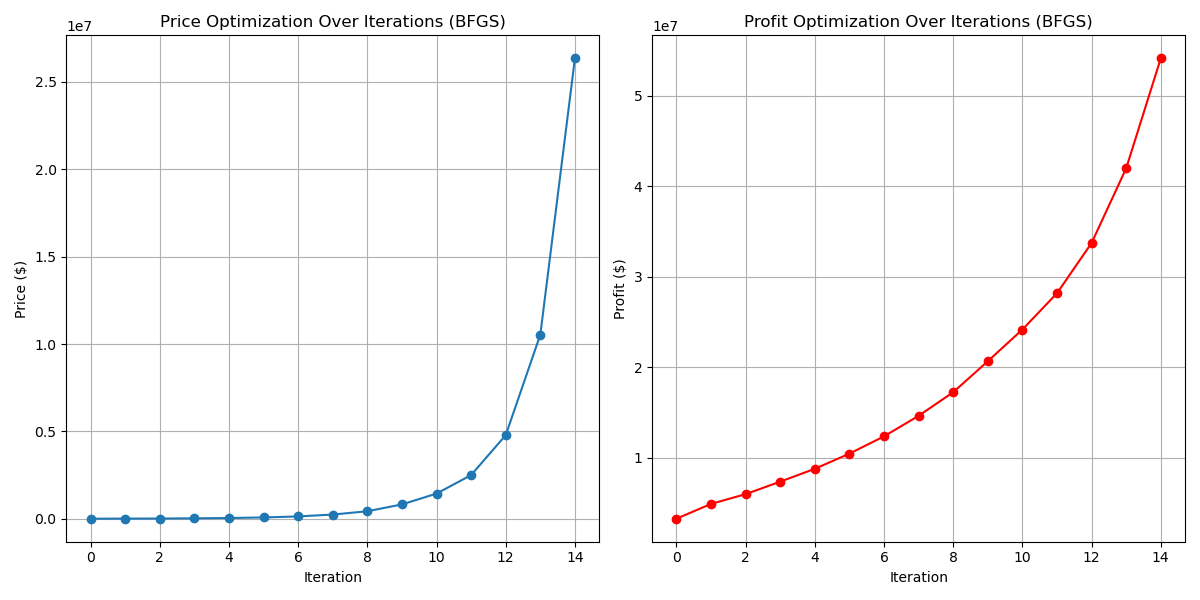 Price Optimization Over Iterations (BFGS)
1e7
2.5
2.0
1.5
1.0
0.5
0.0
Price ($)
0 2 4 6 8 10 12 14
Iteration
Profit Optimization Over Iterations (BFGS)
1e7
5
4
3
2
1
Profit ($)
0 2 4 6 8 10 12 14
Iteration